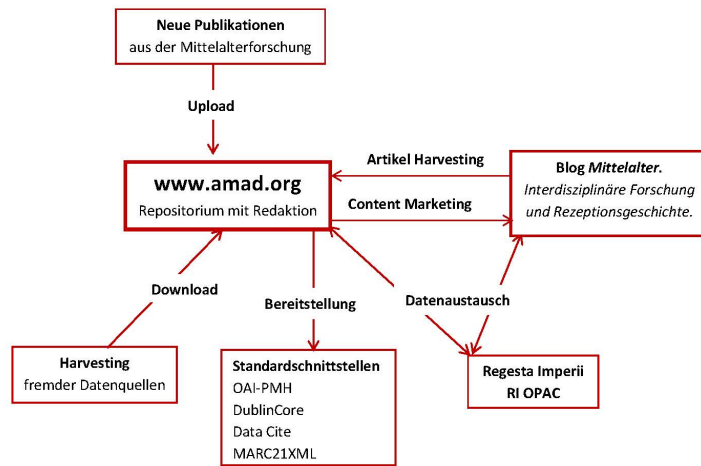 Neue Publikationen
aus der Mittelalterforschung
Upload
www.amad.org
Repositorium mit Redaktion
Artikel Harvesting
Content Marketing
Blog Mittelalter.
Interdisziplinäre Forschung
und Rezeptionsgeschichte.
Download
Bereitstellung
Datenaustausch
Harvesting
fremder Datenquellen
Standardschnittstellen
OAI-PMH
DublinCore
Data Cite
MARC21XML
Regesta Imperii
RI OPAC